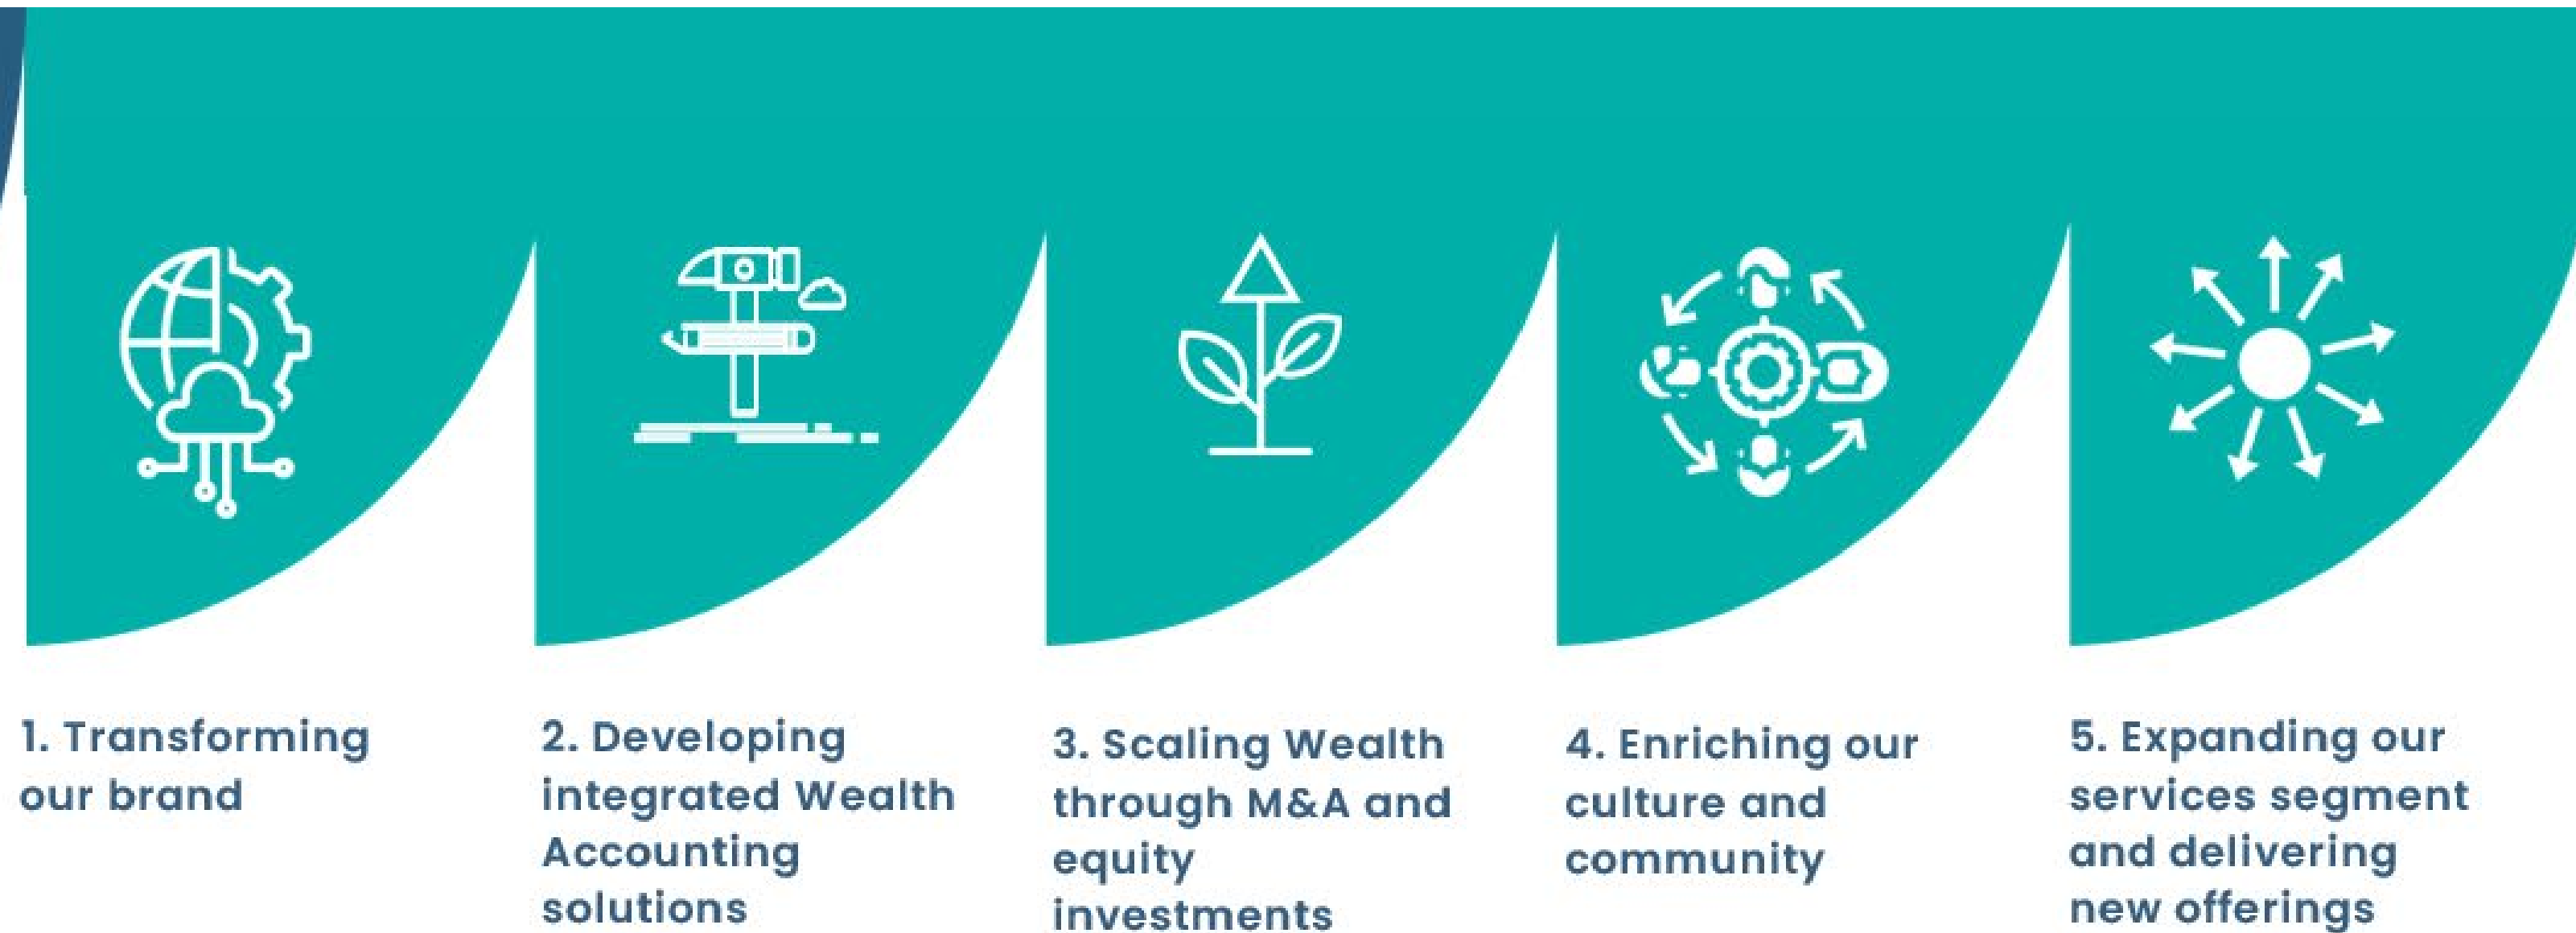 1. Transforming
our brand
2. Developing
integrated Wealth
Accounting
solutions
3. Scaling Wealth
through M&A and
equity
investments
4. Enriching our
culture and
community
5. Expanding our
services segment
and delivering
new offerings